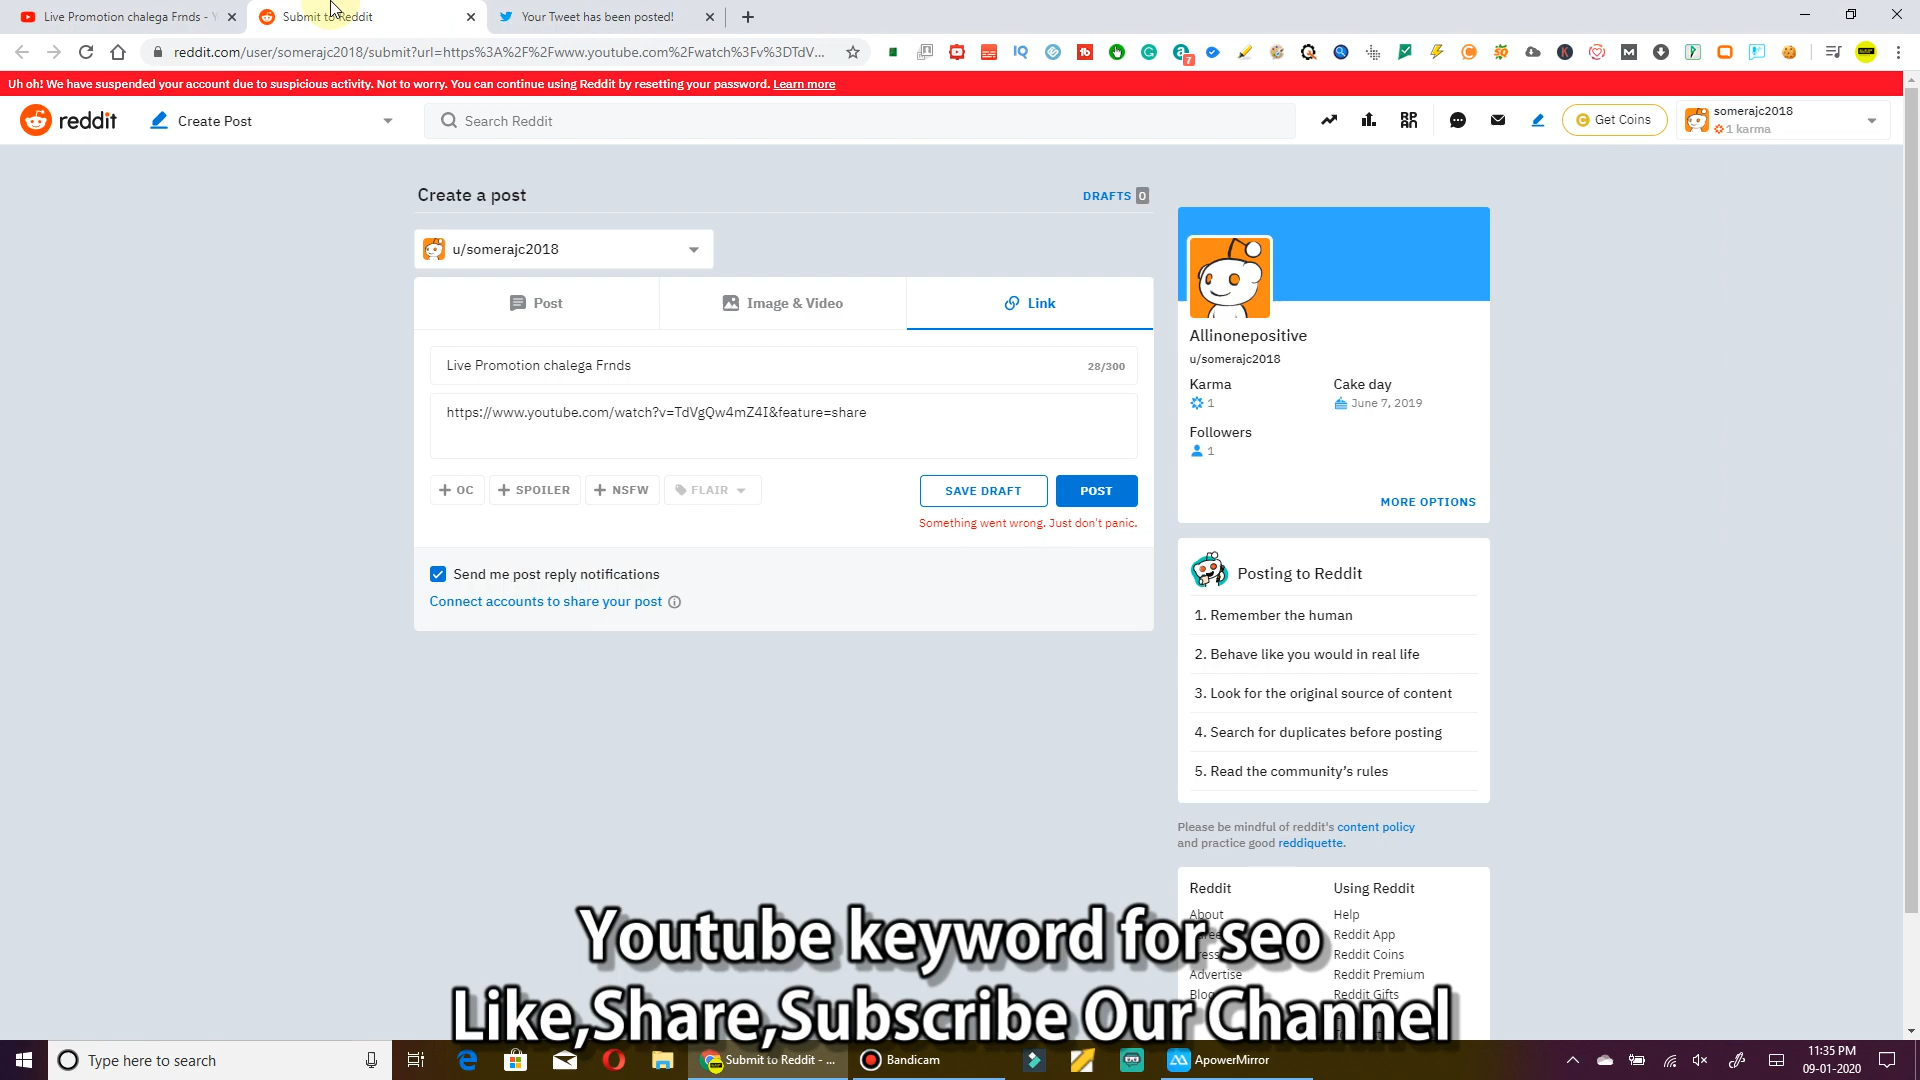 Live Promotion chalega Frnds -
Submit to Reddit
Your Tweet has been posted!
reddit.com/user/somerajc2018/submit?url=https%3A%2F%2Fwww.youtube.com%2Fwatch%3Fv%3DTdV...
Uh oh! We have suspended your account due to suspicious activity. Not to worry. You can continue using Reddit by resetting your password. Learn more
reddit
Create Post
Search Reddit
Get Coins
somerajc2018
1 karma
Create a post
DRAFTS 0
u/somerajc2018
Post
Image & Video
Link
Live Promotion chalega Frnds
28/300
https://www.youtube.com/watch?v=TdVgQw4mZ4I&feature=share
OC
SPOILER
NSFW
FLAIR
SAVE DRAFT
POST
Something went wrong. Just don't panic.
Send me post reply notifications
Connect accounts to share your post
Allinonepositive
u/somerajc2018
Karma
Cake day
1
June 7, 2019
Followers
1
MORE OPTIONS
Posting to Reddit
1. Remember the human
2. Behave like you would in real life
3. Look for the original source of content
4. Search for duplicates before posting
5. Read the community's rules
Please be mindful of reddit's content policy
and practice good reddiquette.
Reddit
Using Reddit
About
Help
Reddit App
Reddit Coins
Advertise
Reddit Premium
Reddit Gifts
Youtube keyword for seo
Like,Share,Subscribe Our Channel
Type here to search
Submit to Reddit - ...
Bandicam
ApowerMirror
11:35 PM
09-01-2020